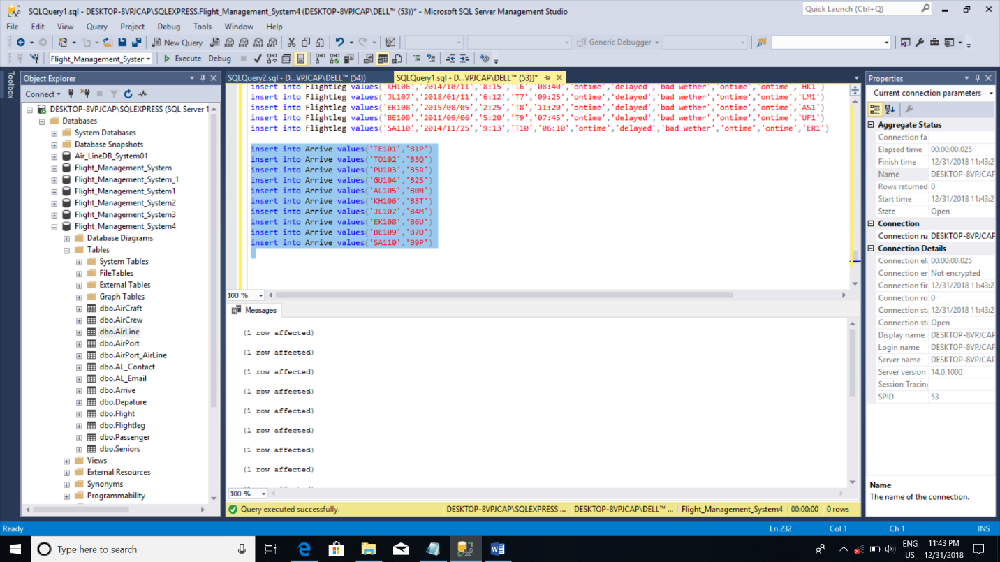 SQLQuery1.sql - DESKTOP-8VPJCAP\SQLEXPRESS.Flight_Management_System4 (DESKTOP-8VPJCAP\DELL™ (53))* - Microsoft SQL Server Management Studio
Quick Launch (Ctrl+Q)
File Edit View Query Project Debug Tools Window Help
New Query MDX DMX XMLA DAX Generic Debugger
Flight_Management_Syster Execute Debug
Toolbox
Object Explorer
Connect
DESKTOP-8VPJCAP\SQLEXPRESS (SQL Server 1
Databases
System Databases
Database Snapshots
Air_LineDB_System01
Flight_Management_System
Flight_Management_System_1
Flight_Management_System1
Flight_Management_System2
Flight_Management_System3
Flight_Management_System4
Database Diagrams
Tables
System Tables
FileTables
External Tables
Graph Tables
dbo.AirCraft
dbo.AirCrew
dbo.AirLine
dbo.AirPort
dbo.AirPort_AirLine
dbo.AL_Contact
dbo.AL_Email
dbo.Arrive
dbo.Depature
dbo.Flight
dbo.Flightleg
dbo.Passenger
dbo.Seniors
Views
External Resources
Synonyms
Programmability
SQLQuery2.sql - D...VPJCAP\DELL™ (54)) SQLQuery1.sql - D...VPJCAP\DELL™ (53))*
insert into Flightleg values('KH106','2014/10/11','8:15','T6','08:40','ontime','delayed','bad wether','ontime','ontime','HK1')
insert into Flightleg values('JL107','2018/01/11','6:12','T7','09:25','ontime','delayed','bad wether','ontime','ontime','LM1')
insert into Flightleg values('EK108','2015/08/05','2:25','T8','11:20','ontime','delayed','bad wether','ontime','ontime','AS1')
insert into Flightleg values('BE109','2011/09/06','5:20','T9','07:45','ontime','delayed','bad wether','ontime','ontime','UF1')
insert into Flightleg values('SA110','2014/11/25','9:13','T10','06:10','ontime','delayed','bad wether','ontime','ontime','ER1')
insert into Arrive values('TE101','B1P')
insert into Arrive values('TO102','B3Q')
insert into Arrive values('PU103','B5R')
insert into Arrive values('GU104','B2S')
insert into Arrive values('AL105','B0N')
insert into Arrive values('KH106','B3T')
insert into Arrive values('JL107','B4M')
insert into Arrive values('EK108','B6U')
insert into Arrive values('BE109','B7D')
insert into Arrive values('SA110','B9P')
100 %
Messages
(1 row affected)
(1 row affected)
(1 row affected)
(1 row affected)
(1 row affected)
(1 row affected)
(1 row affected)
(1 row affected)
100 %
Query executed successfully. DESKTOP-8VPJCAP\SQLEXPRESS ... DESKTOP-8VPJCAP\DELL™ ... Flight_Management_System4 00:00:00 0 rows
Properties
Current connection parameters
Aggregate Status
Connection fa
Elapsed time 00:00:00.025
Finish time 12/31/2018 11:43:2
Name DESKTOP-8VPJCAP
Rows returned 0
Start time 12/31/2018 11:43:2
State Open
Connection
Connection na DESKTOP-8VPJCAP
Connection Details
Connection el 00:00:00.025
Connection er Not encrypted
Connection fir 12/31/2018 11:43:2
Connection ro 0
Connection st 12/31/2018 11:43:2
Connection st Open
Display name DESKTOP-8VPJCAP
Login name DESKTOP-8VPJCAP
Server name DESKTOP-8VPJCAP
Server version 14.0.1000
Session Tracin
SPID 53
Name
The name of the connection.
Ready Ln 232 Col 1 Ch 1 INS
Type here to search
ENG
US
11:43 PM
12/31/2018